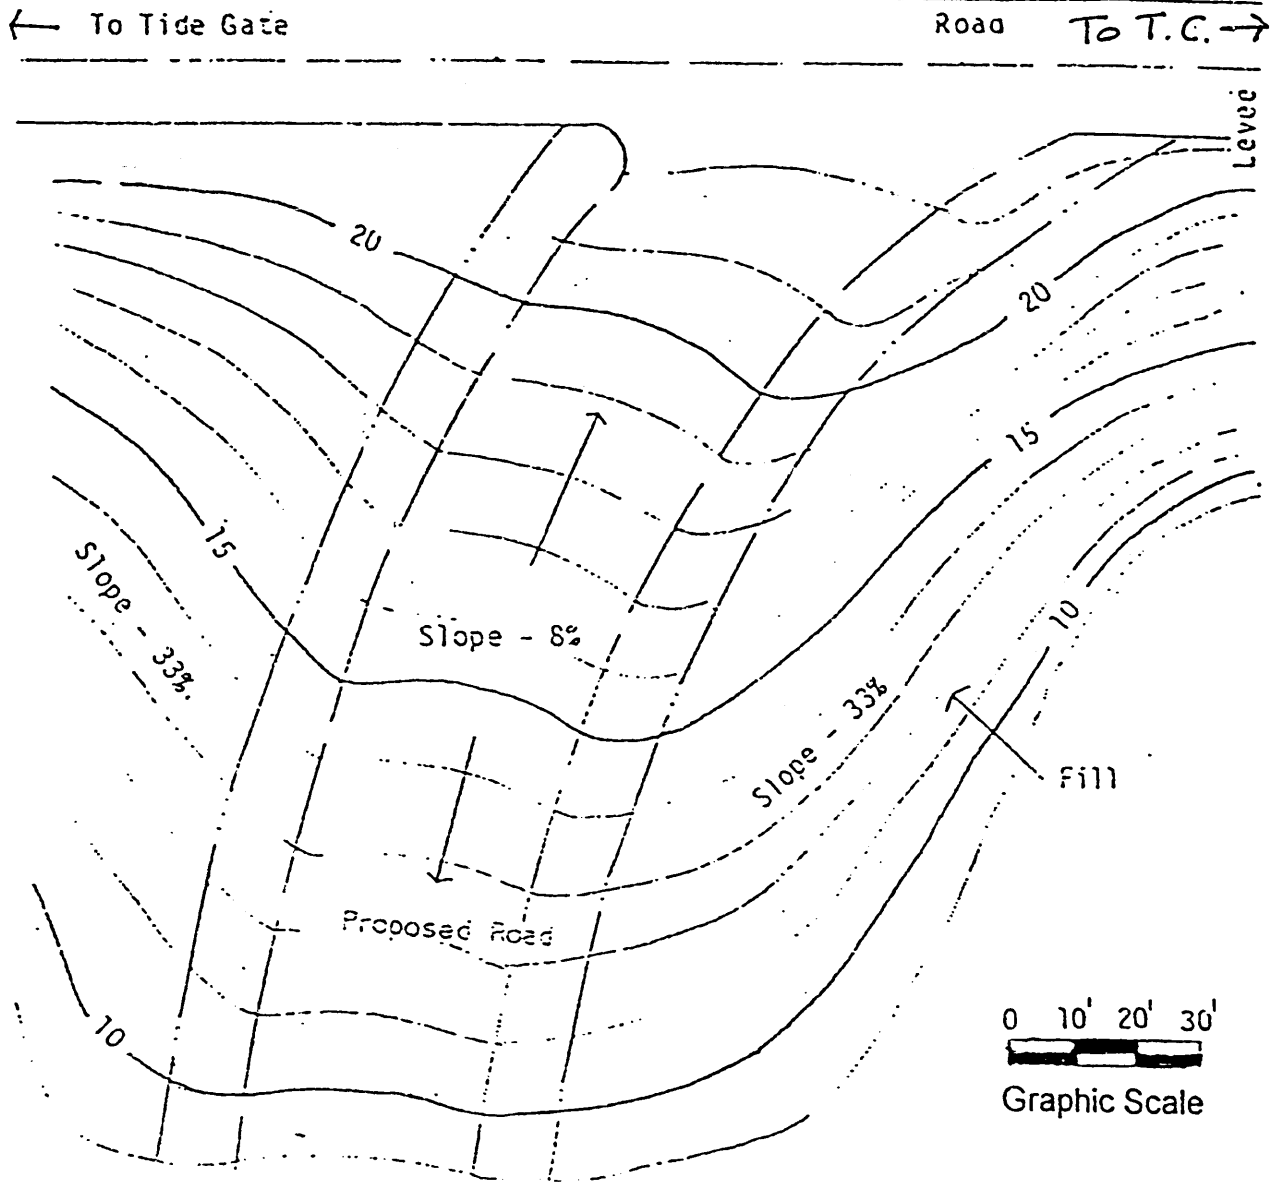 To Tide Gate
Road To T.C.
Levee
20
20
15
15
Slope - 33%.
Slope - 8%
10
Slope - 33%
Fill
Proposed Road
10
0 10' 20' 30'
Graphic Scale